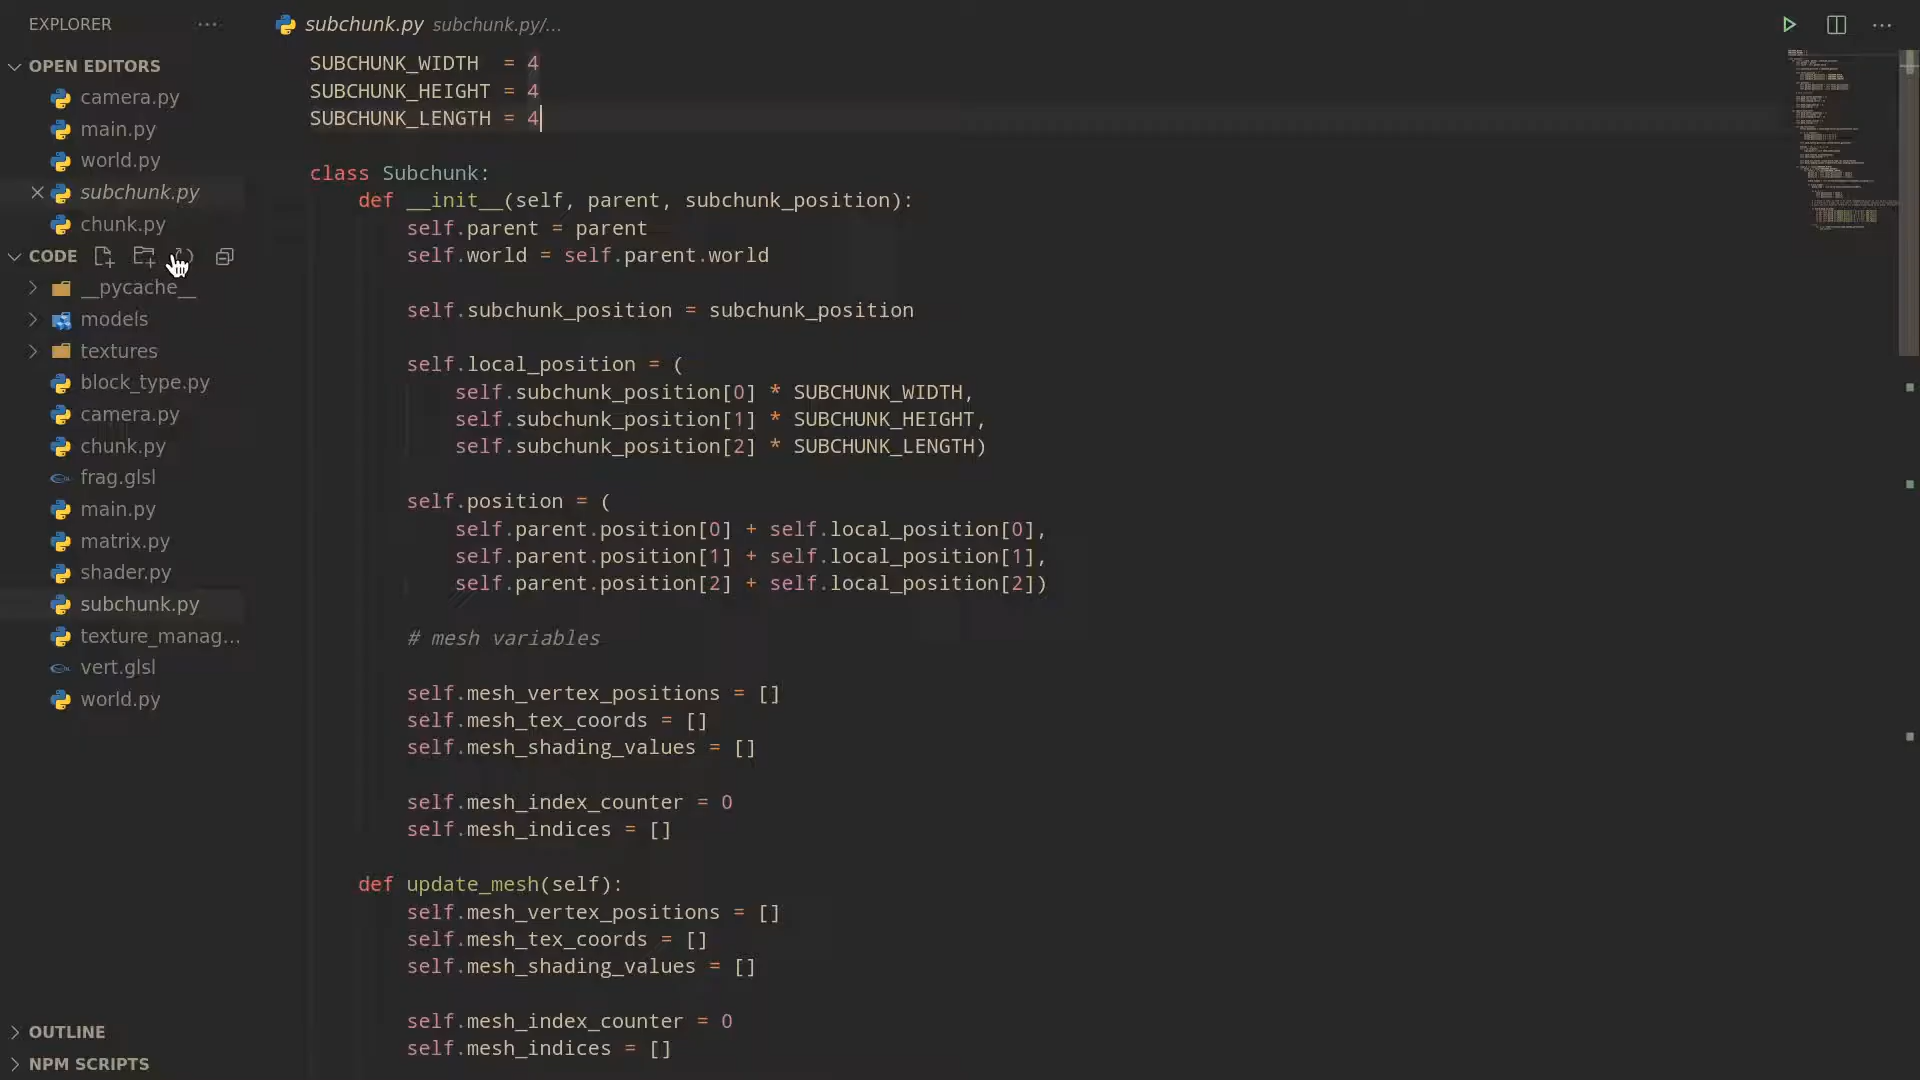 EXPLORER
OPEN EDITORS
camera.py
main.py
world.py
subchunk.py
chunk.py
CODE
__pycache__
models
textures
block_type.py
camera.py
chunk.py
frag.glsl
main.py
matrix.py
shader.py
subchunk.py
texture_manag...
vert.glsl
world.py
OUTLINE
NPM SCRIPTS
subchunk.py subchunk.py/...
SUBCHUNK_WIDTH  = 4
SUBCHUNK_HEIGHT = 4
SUBCHUNK_LENGTH = 4
class Subchunk:
    def __init__(self, parent, subchunk_position):
        self.parent = parent
        self.world = self.parent.world
        self.subchunk_position = subchunk_position
        self.local_position = (
            self.subchunk_position[0] * SUBCHUNK_WIDTH,
            self.subchunk_position[1] * SUBCHUNK_HEIGHT,
            self.subchunk_position[2] * SUBCHUNK_LENGTH)
        self.position = (
            self.parent.position[0] + self.local_position[0],
            self.parent.position[1] + self.local_position[1],
            self.parent.position[2] + self.local_position[2])
        # mesh variables
        self.mesh_vertex_positions = []
        self.mesh_tex_coords = []
        self.mesh_shading_values = []
        self.mesh_index_counter = 0
        self.mesh_indices = []
    def update_mesh(self):
        self.mesh_vertex_positions = []
        self.mesh_tex_coords = []
        self.mesh_shading_values = []
        self.mesh_index_counter = 0
        self.mesh_indices = []